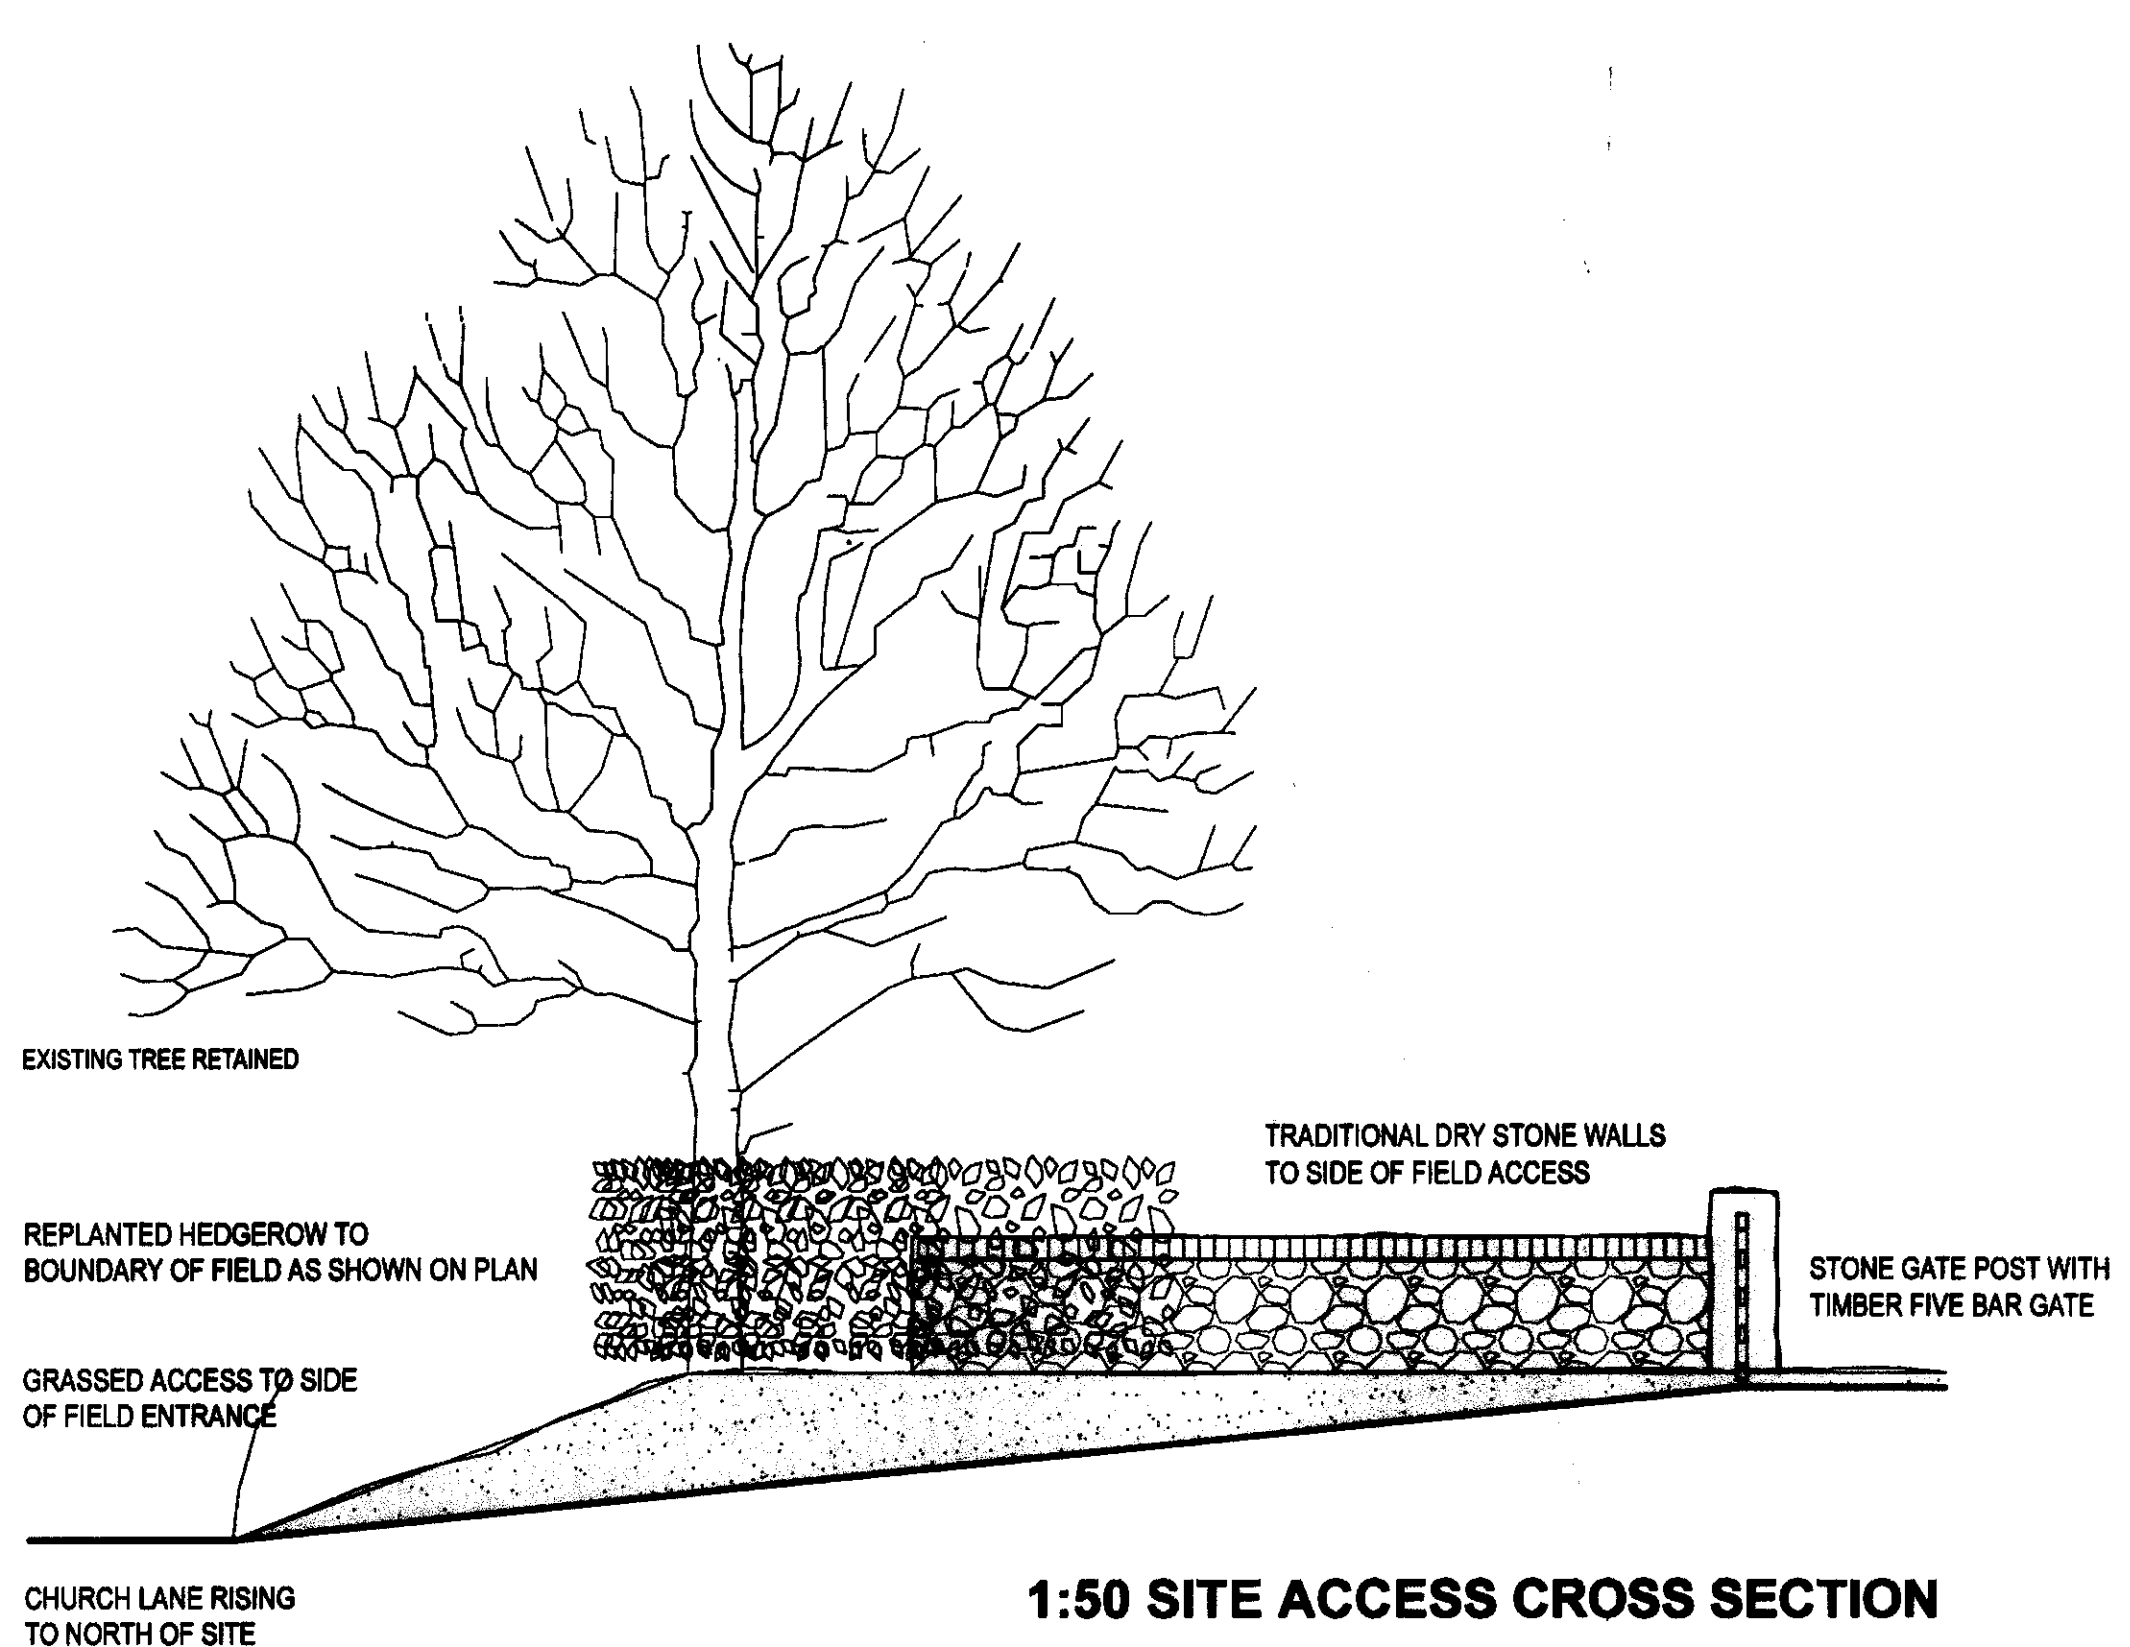 EXISTING TREE RETAINED
TRADITIONAL DRY STONE WALLS
TO SIDE OF FIELD ACCESS
REPLANTED HEDGEROW TO
BOUNDARY OF FIELD AS SHOWN ON PLAN
STONE GATE POST WITH
TIMBER FIVE BAR GATE
GRASSED ACCESS TO SIDE
OF FIELD ENTRANCE
CHURCH LANE RISING
TO NORTH OF SITE
1:50 SITE ACCESS CROSS SECTION